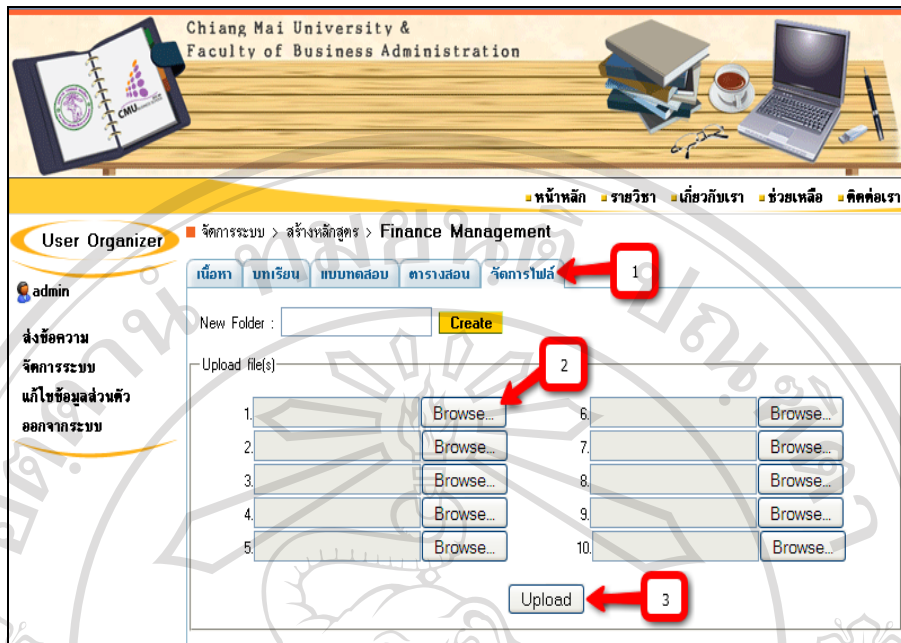 Chiang Mai University &
Faculty of Business Administration
CMU
หน้าหลัก รายวิชา เกี่ยวกับเรา ช่วยเหลือ ติดต่อเรา
User Organizer
จัดการระบบ > สร้างหลักสูตร > Finance Management
เนื้อหา บทเรียน แบบทดสอบ ตารางสอน จัดการไฟล์
1
admin
New Folder : Create
ส่งข้อความ
จัดการระบบ
แก้ไขข้อมูลส่วนตัว
ออกจากระบบ
Upload file(s)
2
1. Browse... 6. Browse...
2. Browse... 7. Browse...
3. Browse... 8. Browse...
4. Browse... 9. Browse...
5. Browse... 10. Browse...
Upload
3